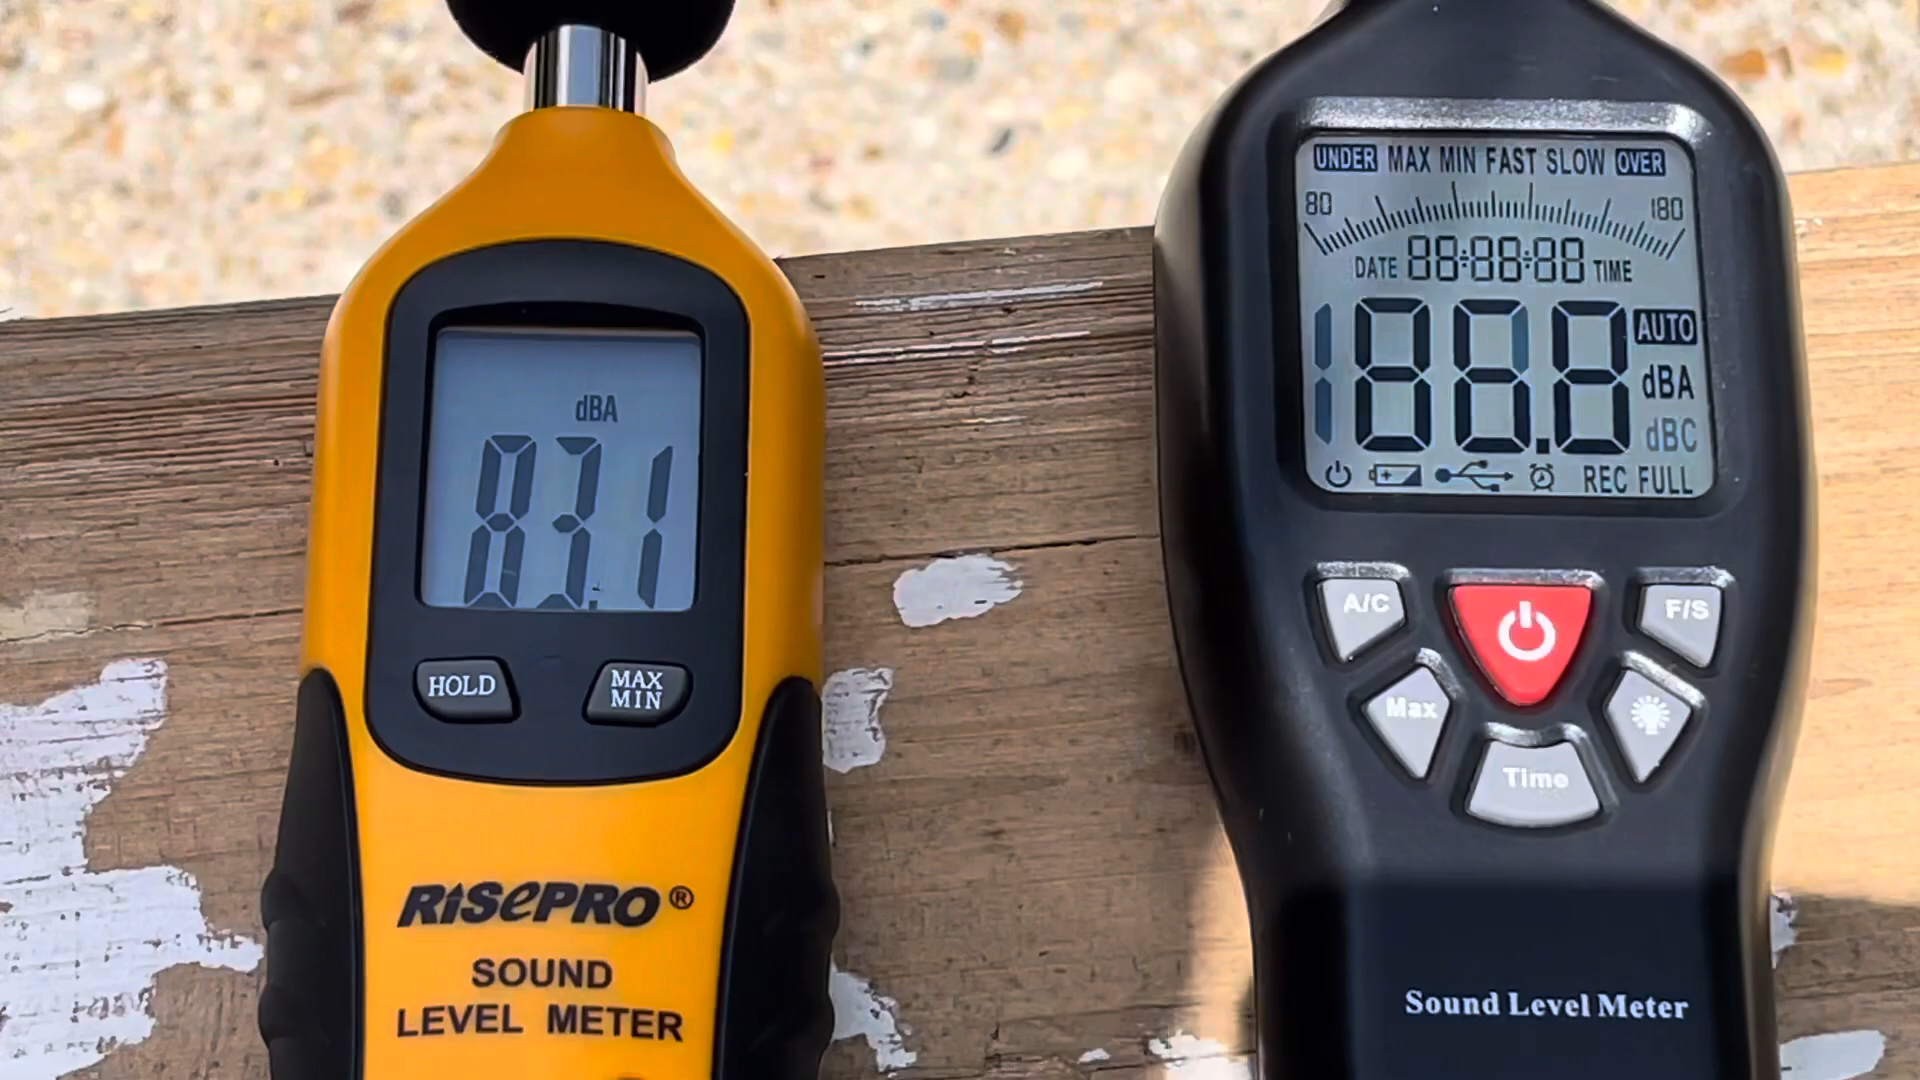 dBA
83.1
HOLD
MAX
MIN
RISEPRO®
SOUND
LEVEL METER
UNDER MAX MIN FAST SLOW OVER
80 180
DATE 88:88:88 TIME
188.8
AUTO
dBA
dBC
REC FULL
A/C
F/S
Max
Time
Sound Level Meter